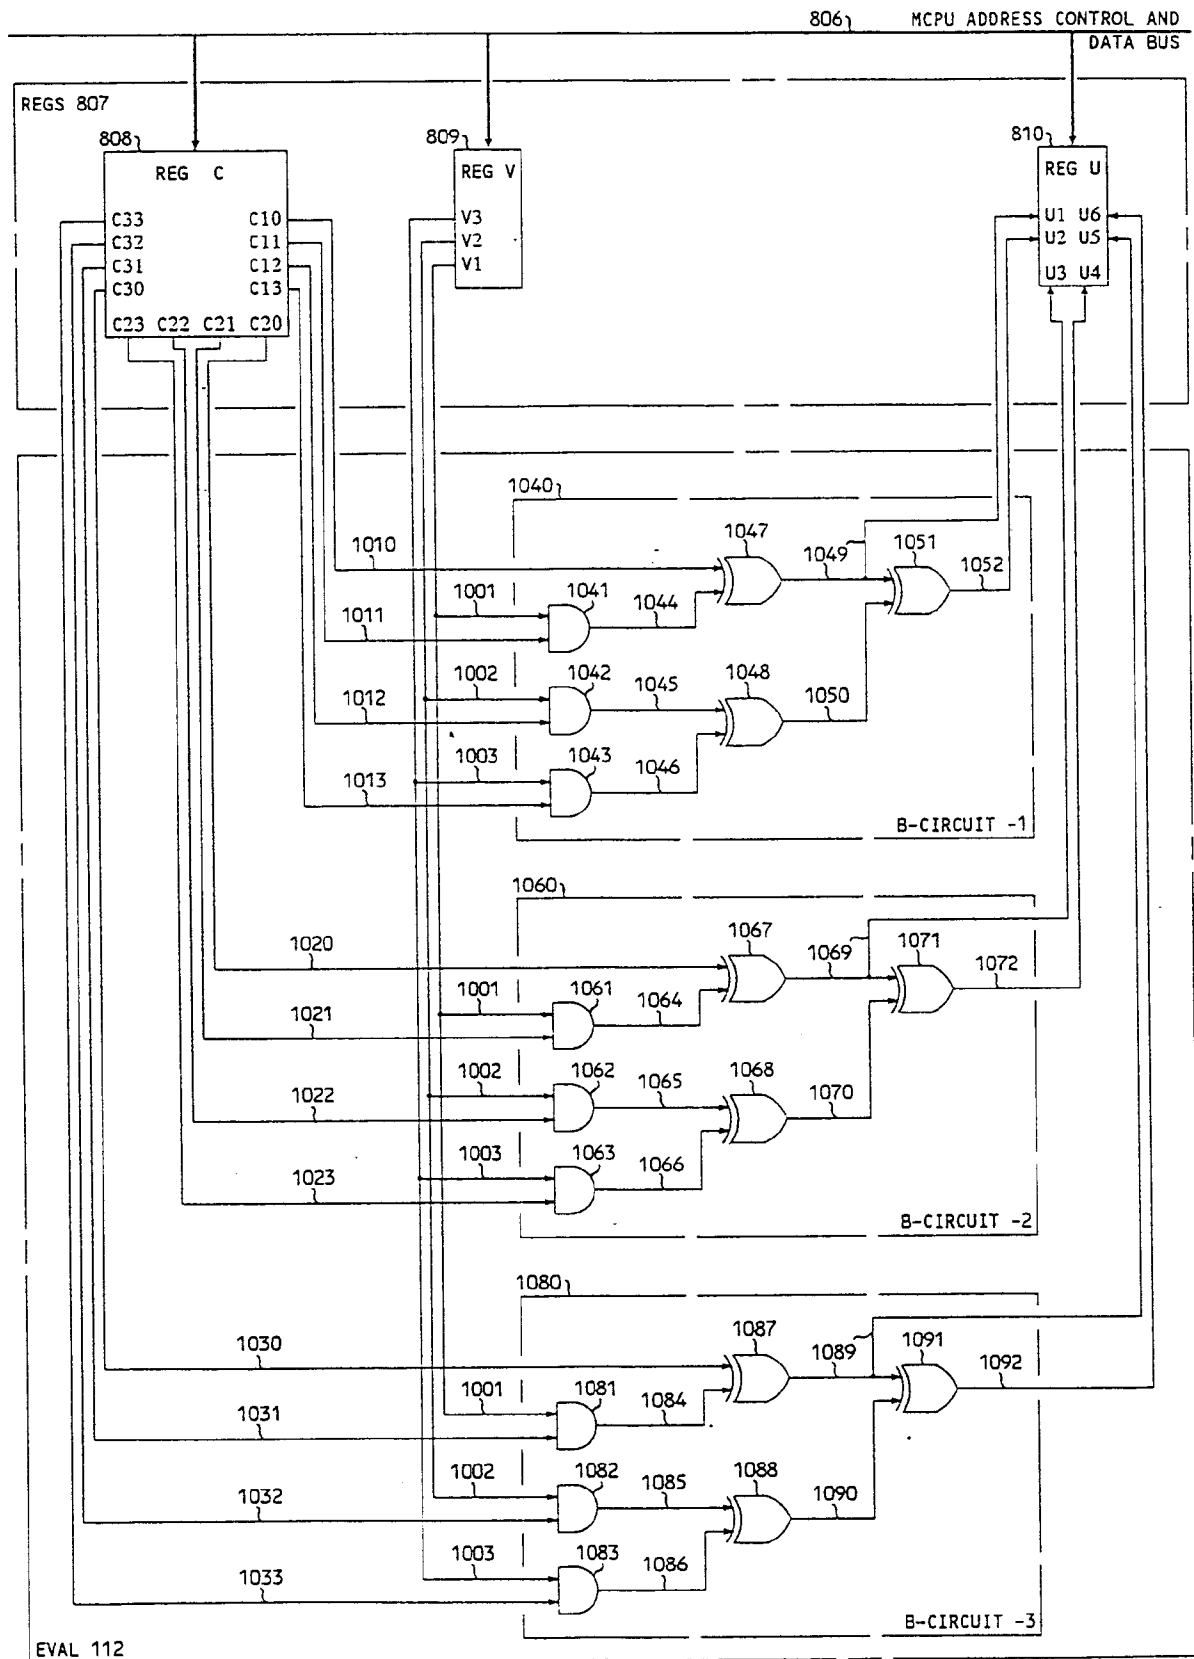 806 MCPU ADDRESS CONTROL AND
DATA BUS
REGS 807
808 809 810
REG C REG V REG U
C33 C10 V3 U1 U6
C32 C11 V2 U2 U5
C31 C12 V1 U3 U4
C30 C13
C23 C22 C21 C20
1040
1010 1047 1049 1051 1052
1001 1041 1044
1011
1002 1042 1045 1048 1050
1012
1003 1043 1046
1013
B-CIRCUIT -1
1060
1020 1067 1069 1071 1072
1001 1061 1064
1021
1002 1062 1065 1068 1070
1022
1003 1063 1066
1023
B-CIRCUIT -2
1080
1030 1087 1089 1091 1092
1001 1081 1084
1031
1002 1082 1085 1088 1090
1032
1003 1083 1086
1033
B-CIRCUIT -3
EVAL 112